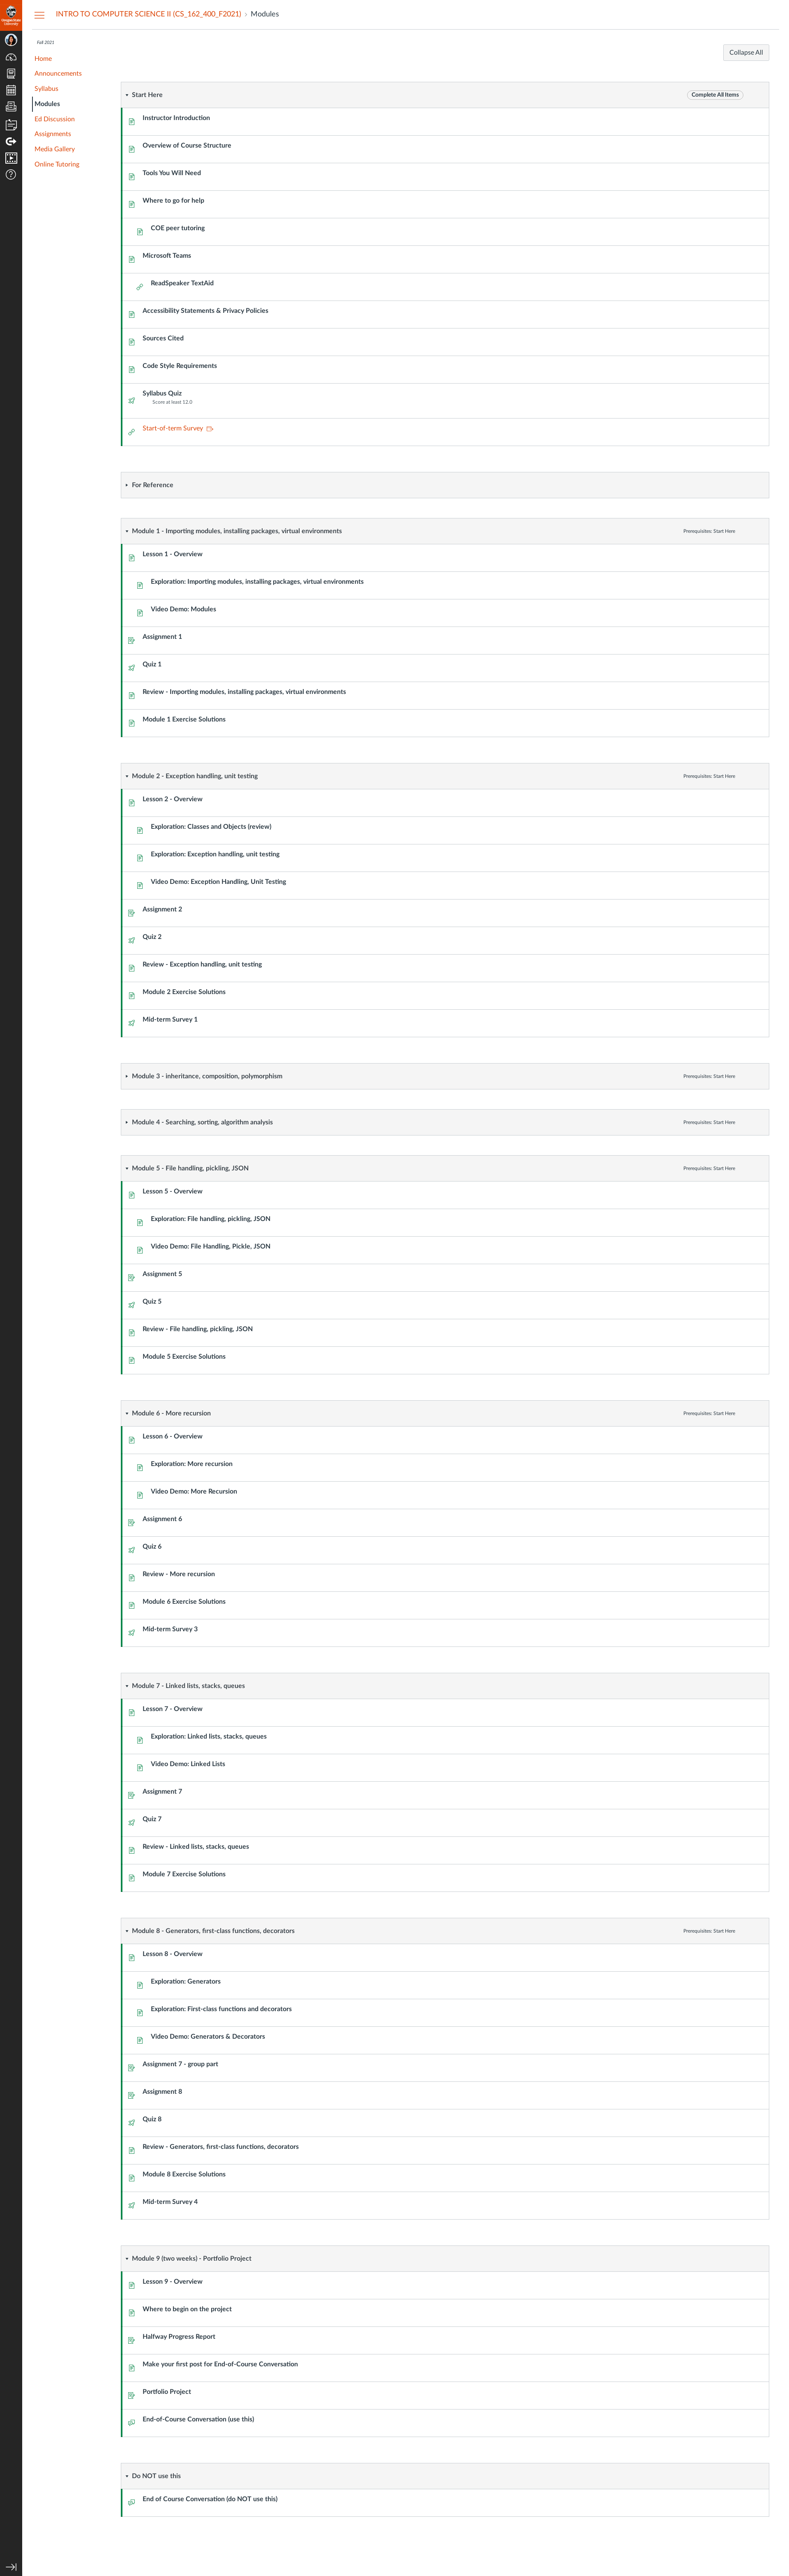 Oregon State
University
INTRO TO COMPUTER SCIENCE II (CS_162_400_F2021) › Modules
Fall 2021
Home
Announcements
Syllabus
Modules
Ed Discussion
Assignments
Media Gallery
Online Tutoring
Collapse All
Start Here Complete All Items
Instructor Introduction
Overview of Course Structure
Tools You Will Need
Where to go for help
COE peer tutoring
Microsoft Teams
ReadSpeaker TextAid
Accessibility Statements & Privacy Policies
Sources Cited
Code Style Requirements
Syllabus Quiz
Score at least 12.0
Start-of-term Survey
For Reference
Module 1 - Importing modules, installing packages, virtual environments Prerequisites: Start Here
Lesson 1 - Overview
Exploration: Importing modules, installing packages, virtual environments
Video Demo: Modules
Assignment 1
Quiz 1
Review - Importing modules, installing packages, virtual environments
Module 1 Exercise Solutions
Module 2 - Exception handling, unit testing Prerequisites: Start Here
Lesson 2 - Overview
Exploration: Classes and Objects (review)
Exploration: Exception handling, unit testing
Video Demo: Exception Handling, Unit Testing
Assignment 2
Quiz 2
Review - Exception handling, unit testing
Module 2 Exercise Solutions
Mid-term Survey 1
Module 3 - inheritance, composition, polymorphism Prerequisites: Start Here
Module 4 - Searching, sorting, algorithm analysis Prerequisites: Start Here
Module 5 - File handling, pickling, JSON Prerequisites: Start Here
Lesson 5 - Overview
Exploration: File handling, pickling, JSON
Video Demo: File Handling, Pickle, JSON
Assignment 5
Quiz 5
Review - File handling, pickling, JSON
Module 5 Exercise Solutions
Module 6 - More recursion Prerequisites: Start Here
Lesson 6 - Overview
Exploration: More recursion
Video Demo: More Recursion
Assignment 6
Quiz 6
Review - More recursion
Module 6 Exercise Solutions
Mid-term Survey 3
Module 7 - Linked lists, stacks, queues
Lesson 7 - Overview
Exploration: Linked lists, stacks, queues
Video Demo: Linked Lists
Assignment 7
Quiz 7
Review - Linked lists, stacks, queues
Module 7 Exercise Solutions
Module 8 - Generators, first-class functions, decorators Prerequisites: Start Here
Lesson 8 - Overview
Exploration: Generators
Exploration: First-class functions and decorators
Video Demo: Generators & Decorators
Assignment 7 - group part
Assignment 8
Quiz 8
Review - Generators, first-class functions, decorators
Module 8 Exercise Solutions
Mid-term Survey 4
Module 9 (two weeks) - Portfolio Project
Lesson 9 - Overview
Where to begin on the project
Halfway Progress Report
Make your first post for End-of-Course Conversation
Portfolio Project
End-of-Course Conversation (use this)
Do NOT use this
End of Course Conversation (do NOT use this)